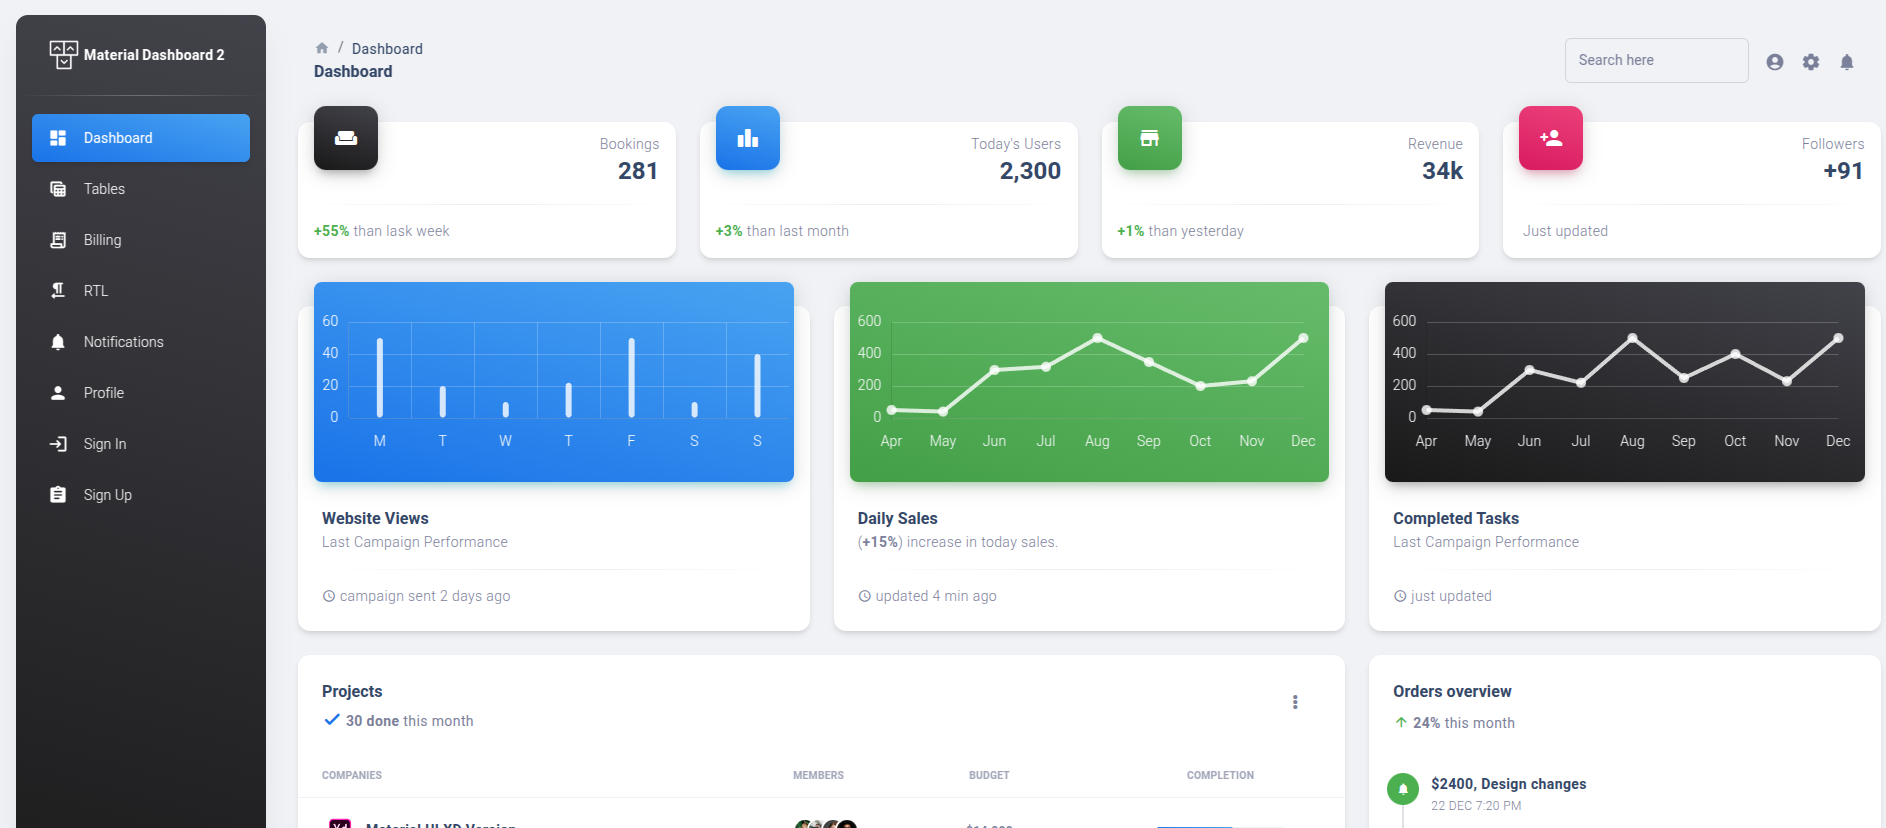 Material Dashboard 2
Dashboard
Tables
Billing
RTL
Notifications
Profile
Sign In
Sign Up
/ Dashboard
Dashboard
Search here
Bookings
281
+55% than lask week
Today's Users
2,300
+3% than last month
Revenue
34k
+1% than yesterday
Followers
+91
Just updated
60
40
20
0
M T W T F S S
Website Views
Last Campaign Performance
campaign sent 2 days ago
600
400
200
0
Apr May Jun Jul Aug Sep Oct Nov Dec
Daily Sales
(+15%) increase in today sales.
updated 4 min ago
600
400
200
0
Apr May Jun Jul Aug Sep Oct Nov Dec
Completed Tasks
Last Campaign Performance
just updated
Projects
30 done this month
COMPANIES MEMBERS BUDGET COMPLETION
Material UI XD Version
Orders overview
24% this month
$2400, Design changes
22 DEC 7:20 PM